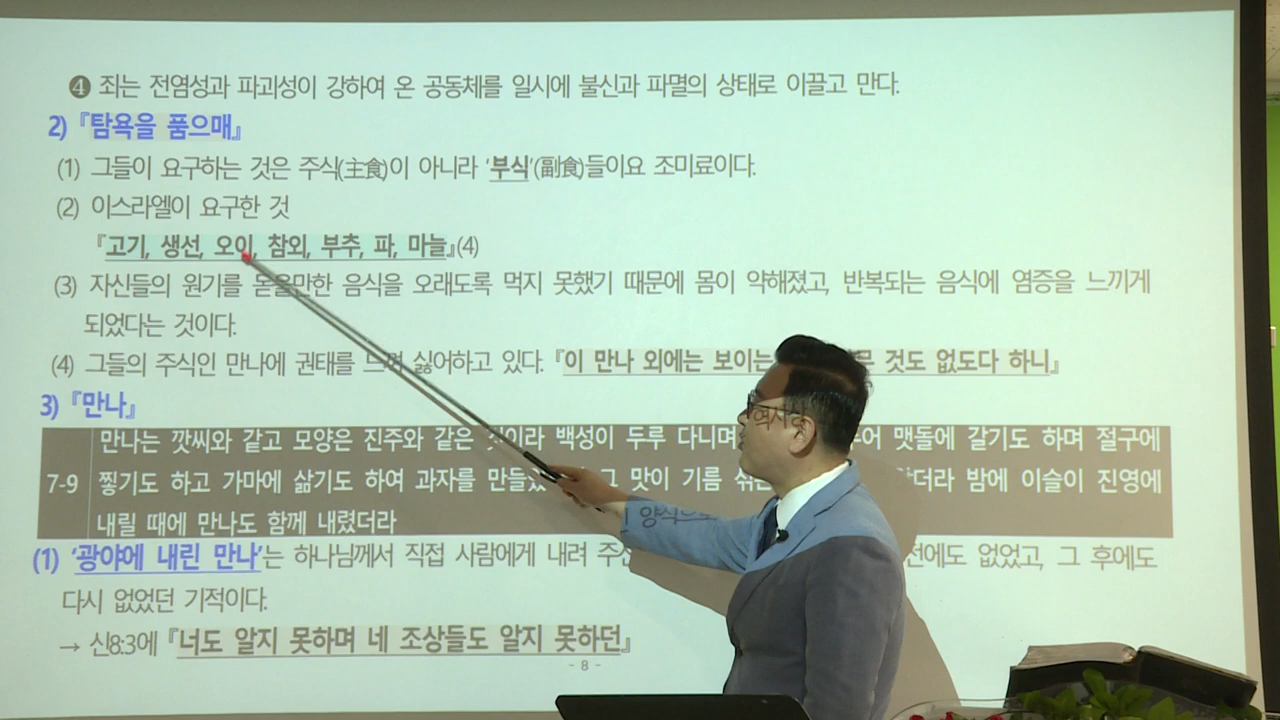 ❹ 죄는 전염성과 파괴성이 강하여 온 공동체를 일시에 불신과 파멸의 상태로 이끌고 만다.
2) 『탐욕을 품으매』
(1) 그들이 요구하는 것은 주식(主食)이 아니라 '부식'(副食)들이요 조미료이다.
(2) 이스라엘이 요구한 것
『고기, 생선, 오이, 참외, 부추, 파, 마늘』(4)
(3) 자신들의 원기를 돋을만한 음식을 오래도록 먹지 못했기 때문에 몸이 약해졌고, 반복되는 음식에 염증을 느끼게
되었다는 것이다.
(4) 그들의 주식인 만나에 권태를 느껴 싫어하고 있다. 『이 만나 외에는 보이는 것도 없도다 하니』
3) 『만나』
만나는 깟씨와 같고 모양은 진주와 같은 것이라 백성이 두루 다니며 맷돌에 갈기도 하며 절구에
7-9 찧기도 하고 가마에 삶기도 하여 과자를 만들었 그 맛이 기름 밤에 이슬이 진영에
내릴 때에 만나도 함께 내렸더라
(1) '광야에 내린 만나'는 하나님께서 직접 사람에게 내려 없었고, 그 후에도
다시 없었던 기적이다.
→ 신8:3에 『너도 알지 못하며 네 조상들도 알지 못하던』
- 8 -